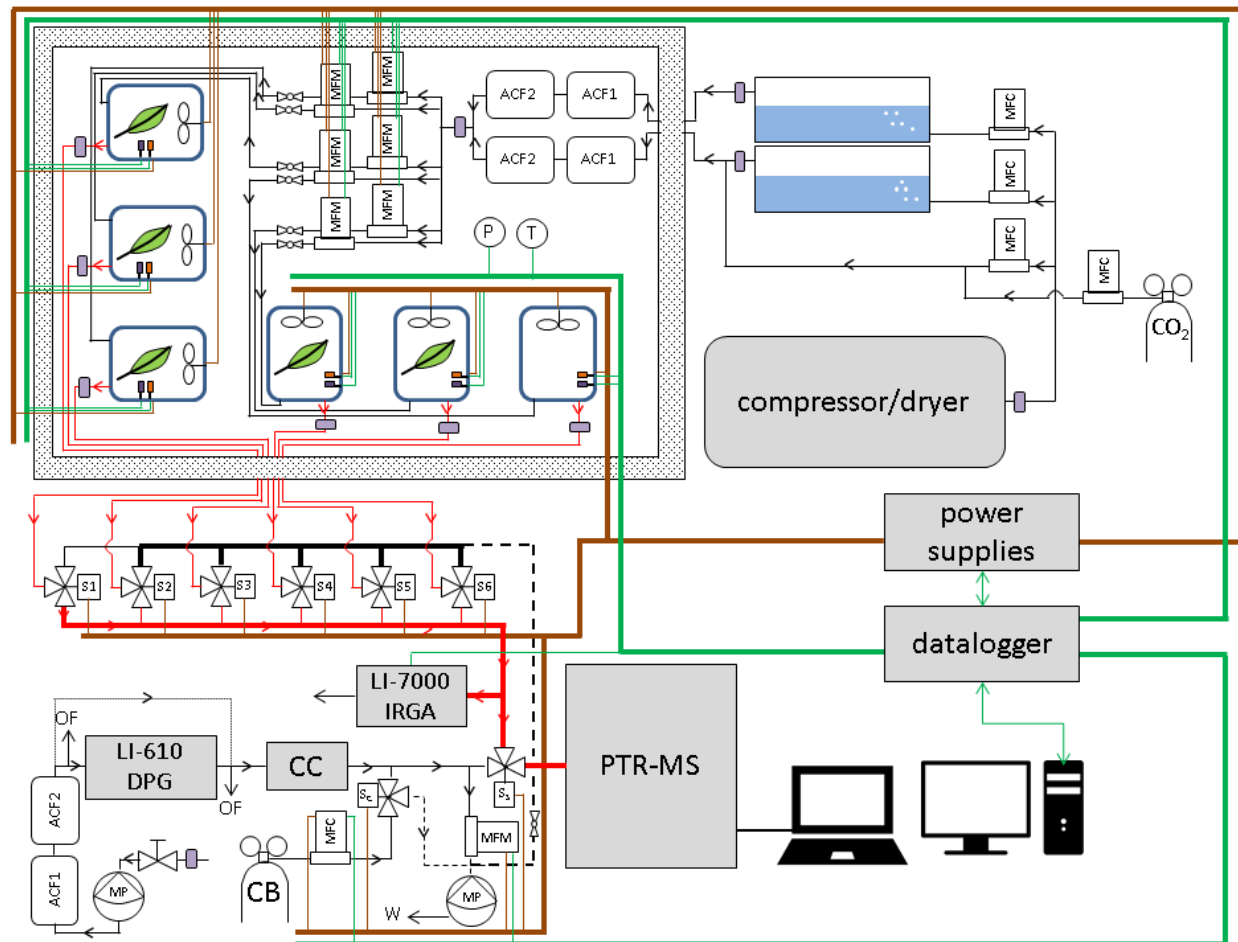 MFM
MFM
ACF2
ACF1
MFC
MFM
MFM
ACF2
ACF1
MFC
MFM
MFM
P
T
MFC
MFC
CO2
compressor/dryer
power
supplies
S1
S2
S3
S4
S5
S6
datalogger
LI-7000
IRGA
OF
LI-610
DPG
CC
PTR-MS
OF
Sc
Ss
ACF2
MFC
MFM
ACF1
MP
CB
W
MP